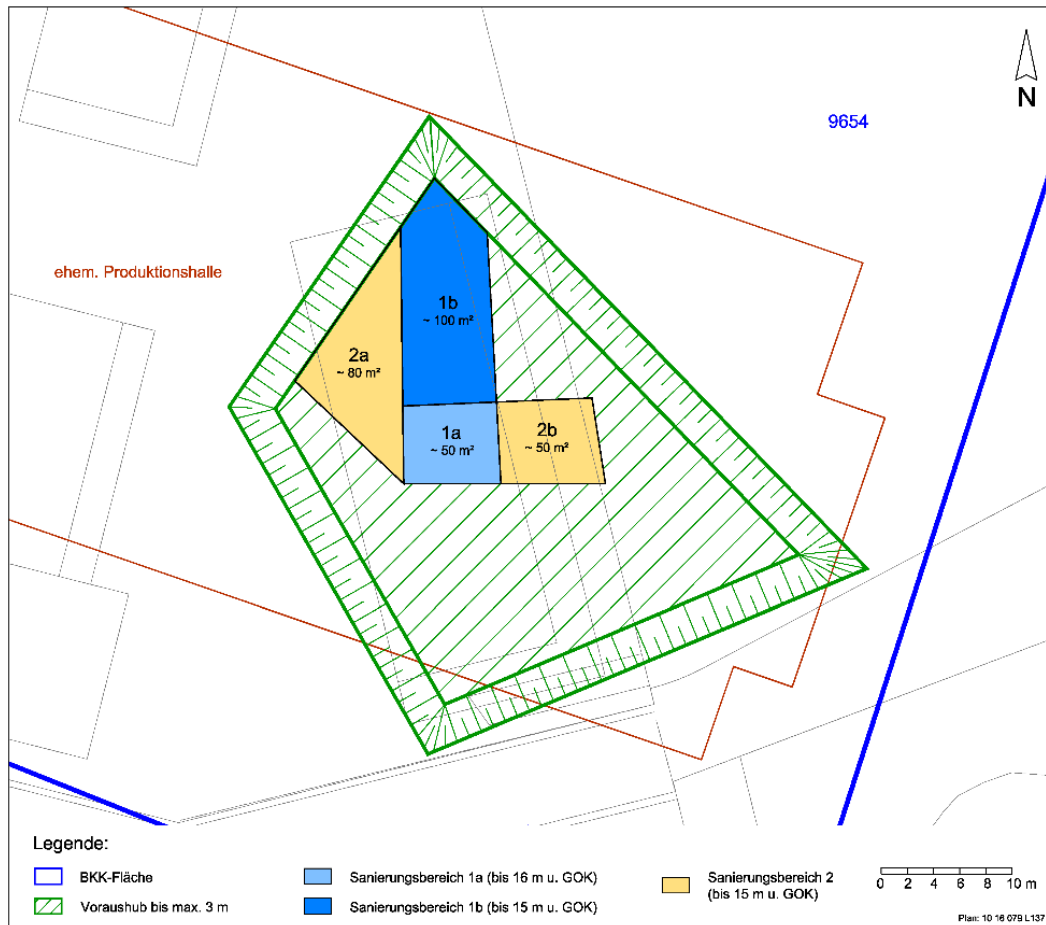 N
9654
ehem. Produktionshalle
1b
~ 100 m²
2a
~ 80 m²
1a
~ 50 m²
2b
~ 50 m²
Legende:
BKK-Fläche
Voraushub bis max. 3 m
Sanierungsbereich 1a (bis 16 m u. GOK)
Sanierungsbereich 1b (bis 15 m u. GOK)
Sanierungsbereich 2
(bis 15 m u. GOK)
0 2 4 6 8 10 m
Plan: 10 16 079 L137